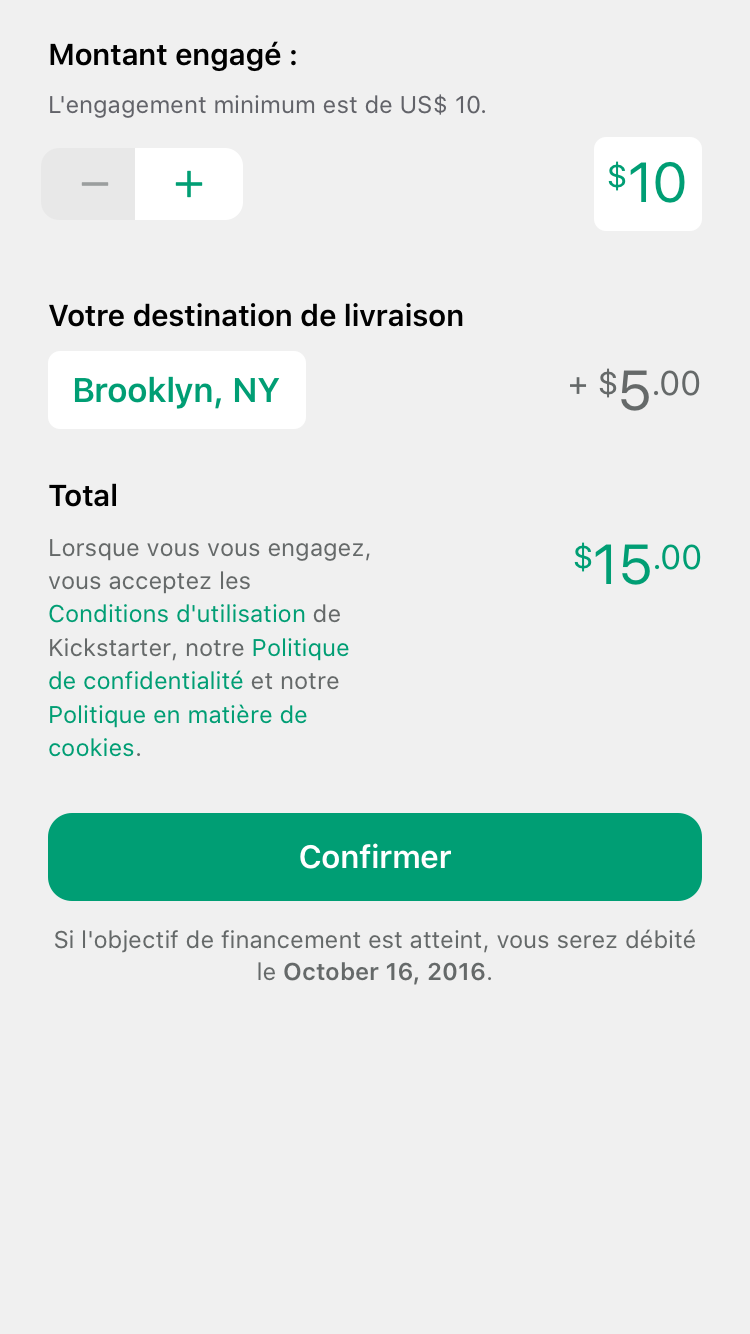 Montant engagé :
L'engagement minimum est de US$ 10.
− +
$10
Votre destination de livraison
Brooklyn, NY
+ $5.00
Total
Lorsque vous vous engagez,
vous acceptez les
Conditions d'utilisation de
Kickstarter, notre Politique
de confidentialité et notre
Politique en matière de
cookies.
$15.00
Confirmer
Si l'objectif de financement est atteint, vous serez débité
le October 16, 2016.